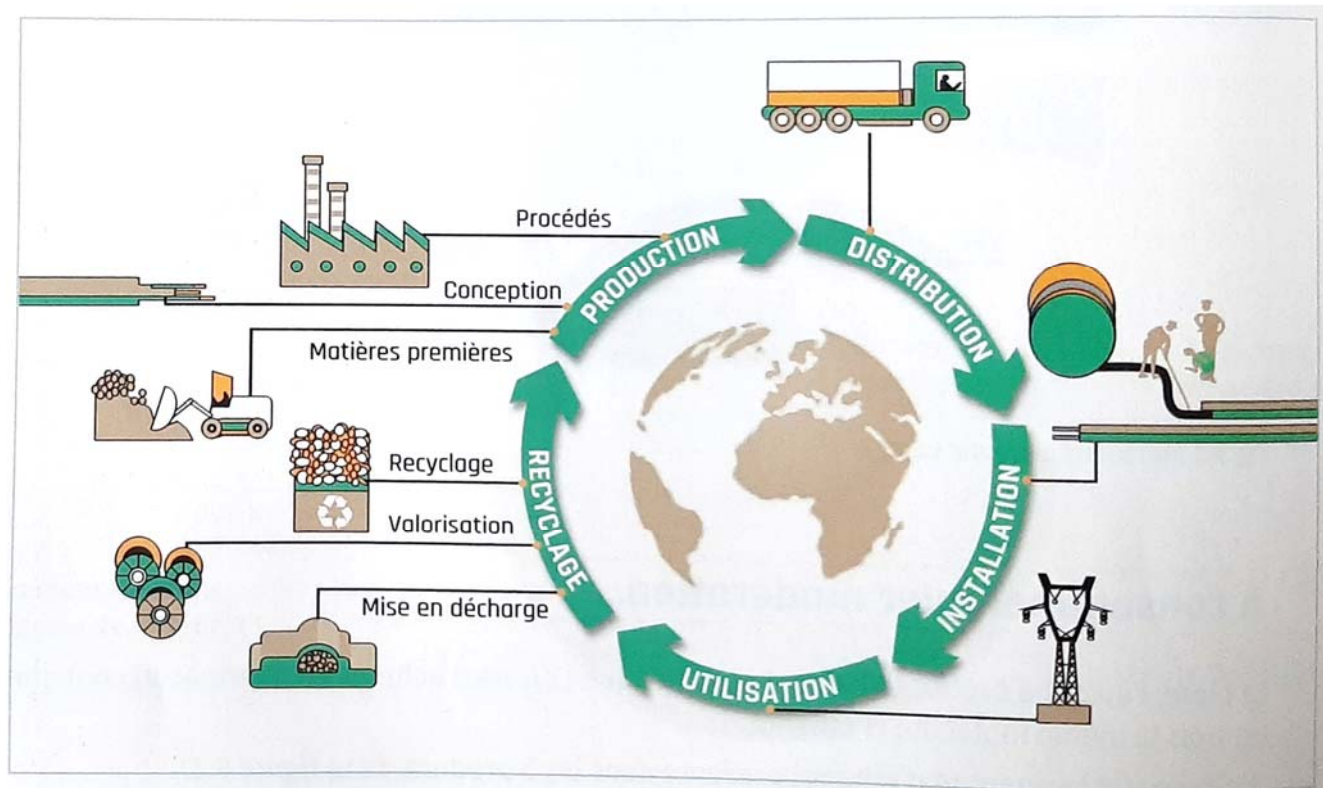 Procédés
Conception
Matières premières
Recyclage
Valorisation
Mise en décharge
PRODUCTION
DISTRIBUTION
INSTALLATION
UTILISATION
RECYCLAGE